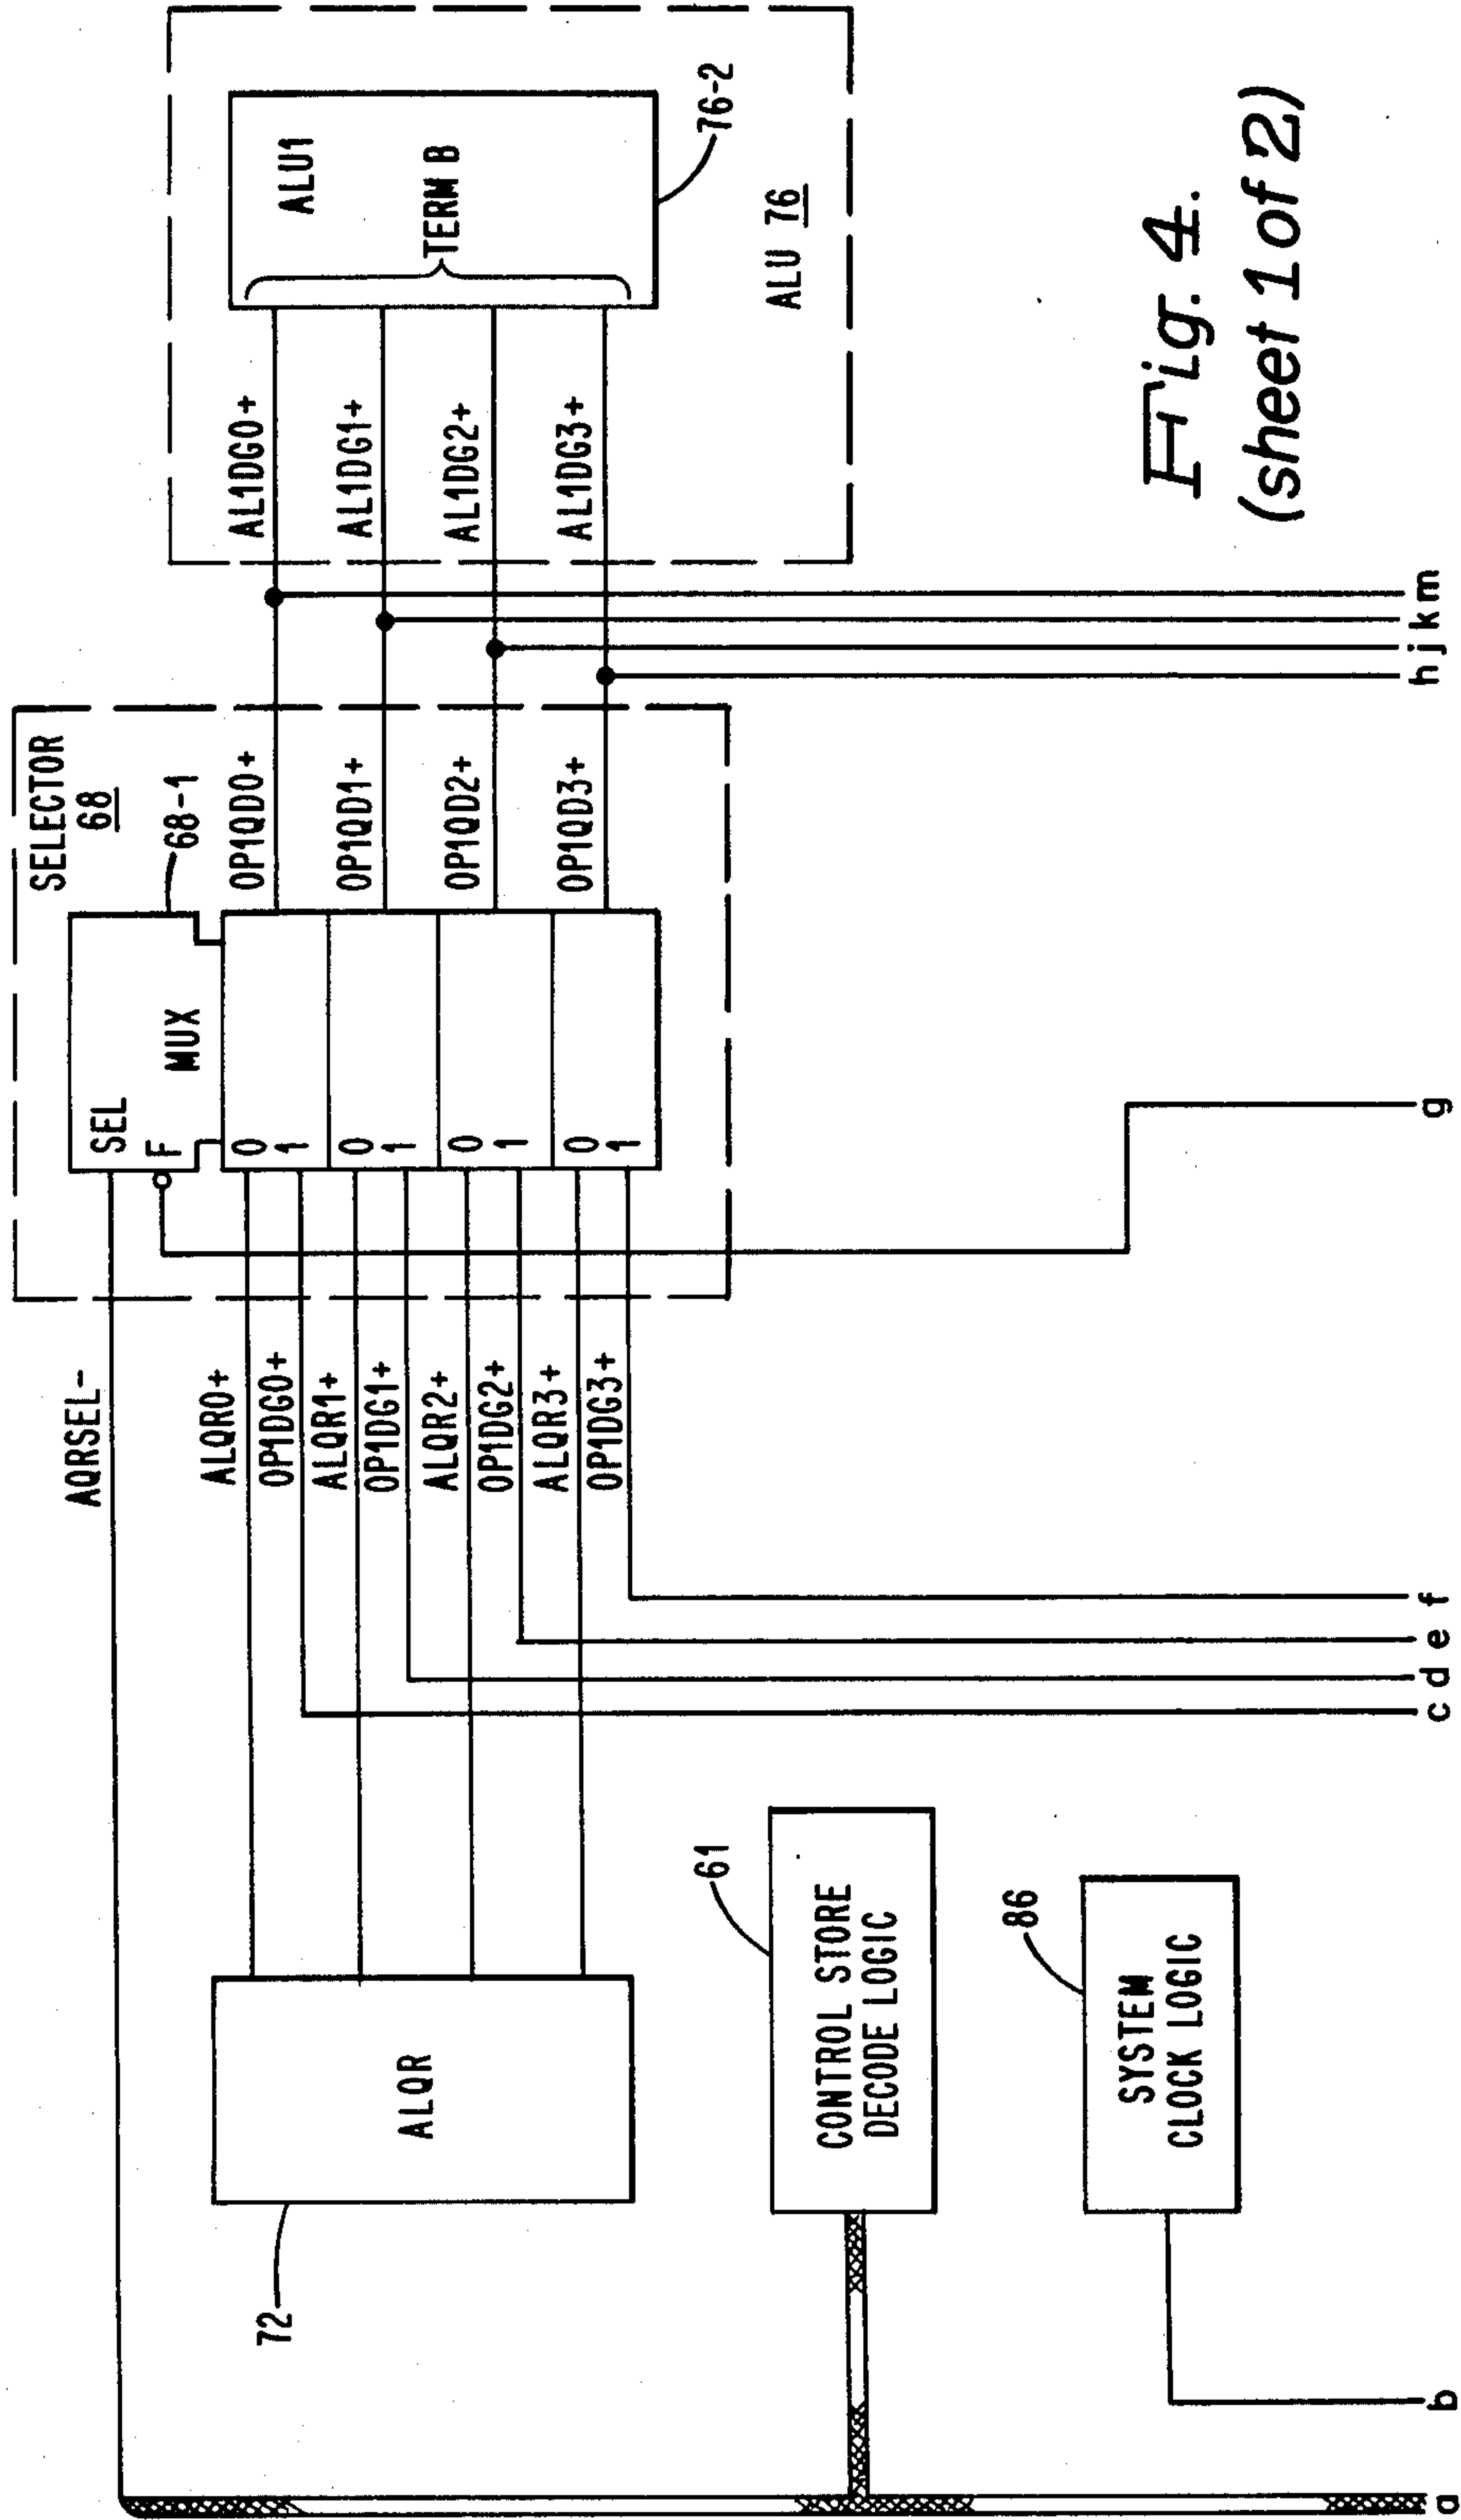 SELECTOR
68
68-1
SEL
F
MUX
AQRSEL-
ALQR0+
OP1DG0+
ALQR1+
OP1DG1+
ALQR2+
OP1DG2+
ALQR3+
OP1DG3+
0
1
0
1
0
1
0
1
OP1QD0+
OP1QD1+
OP1QD2+
OP1QD3+
AL1DG0+
AL1DG1+
AL1DG2+
AL1DG3+
ALU1
TERM B
76-2
ALU 76
ALQR
72
CONTROL STORE
DECODE LOGIC
61
SYSTEM
CLOCK LOGIC
86
a
b
c
d
e
f
g
h
j
k
m
Fig. 4.
(sheet 1 of 2)